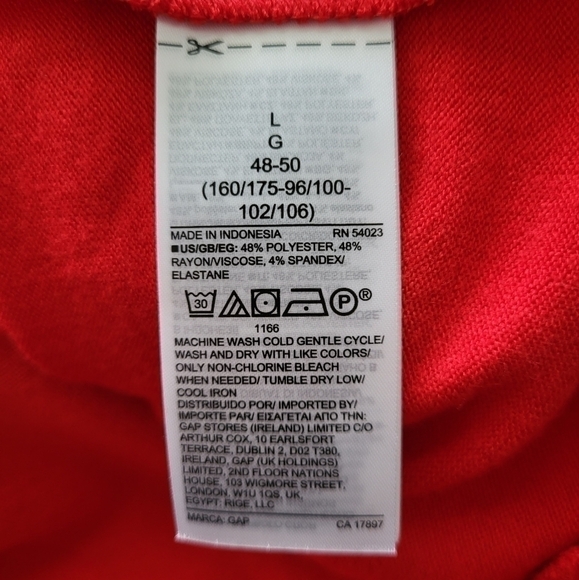 L
G
48-50
(160/175-96/100-
102/106)
MADE IN INDONESIA RN 54023
■US/GB/EG: 48% POLYESTER, 48%
RAYON/VISCOSE, 4% SPANDEX/
ELASTANE
30 P®
1166
MACHINE WASH COLD GENTLE CYCLE/
WASH AND DRY WITH LIKE COLORS/
ONLY NON-CHLORINE BLEACH
WHEN NEEDED/ TUMBLE DRY LOW/
COOL IRON
DISTRIBUIDO POR/ IMPORTED BY/
IMPORTE PAR/ ΕΙΣΑΓΕΤΑΙ ΑΠΟ ΤΗΝ:
GAP STORES (IRELAND) LIMITED C/O
ARTHUR COX, 10 EARLSFORT
TERRACE, DUBLIN 2, D02 T380,
IRELAND, GAP (UK HOLDINGS)
LIMITED, 2ND FLOOR NATIONS
HOUSE, 103 WIGMORE STREET,
LONDON, W1U 1QS, UK,
EGYPT: RIGE, LLC
MARCA: GAP CA 17897